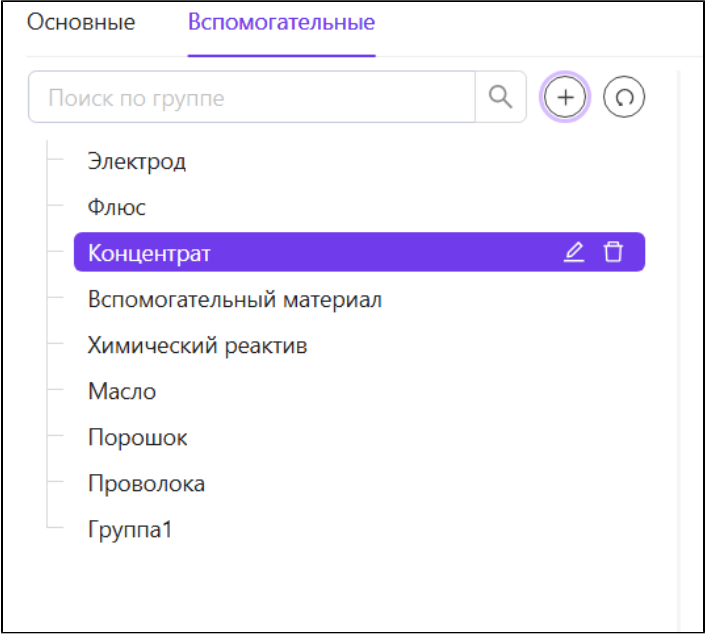 Основные Вспомогательные
Поиск по группе
Электрод
Флюс
Концентрат
Вспомогательный материал
Химический реактив
Масло
Порошок
Проволока
Группа1